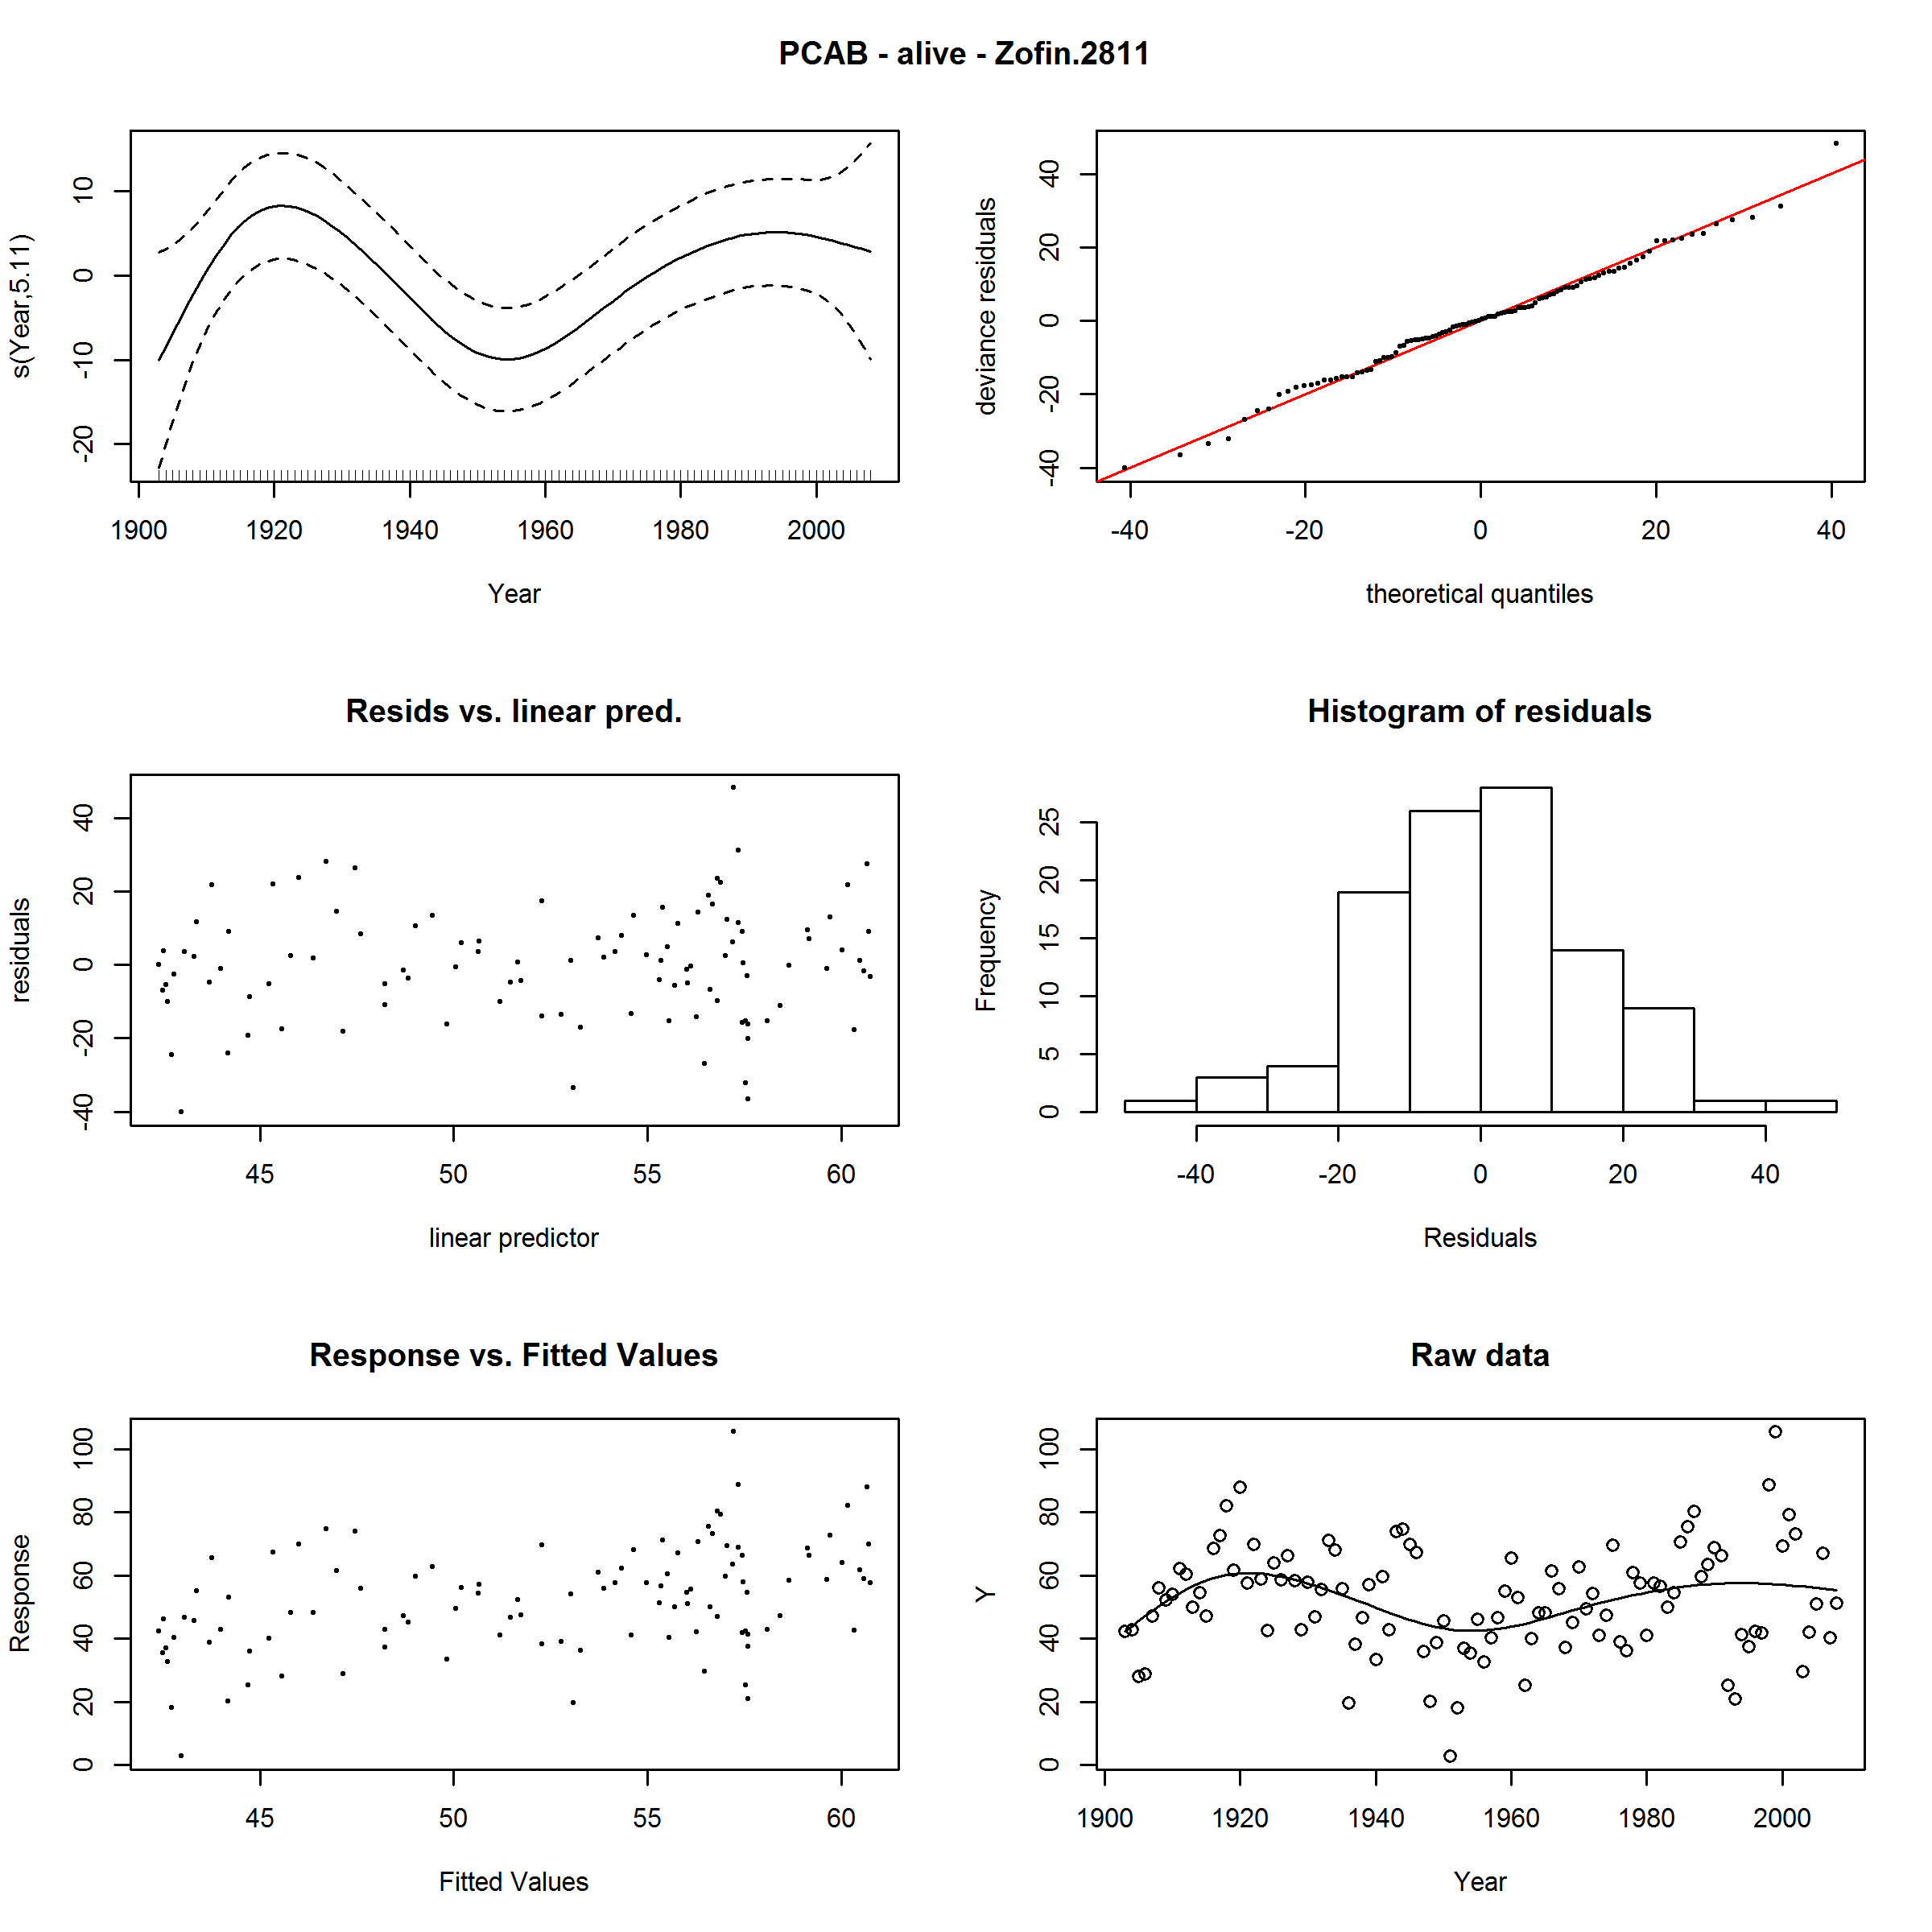 PCAB - alive - Zofin.2811
s(Year,5.11)
-20 -10 0 10
1900 1920 1940 1960 1980 2000
Year
deviance residuals
-40 -20 0 20 40
-40 -20 0 20 40
theoretical quantiles
Resids vs. linear pred.
residuals
-40 -20 0 20 40
45 50 55 60
linear predictor
Histogram of residuals
Frequency
0 5 10 15 20 25
-40 -20 0 20 40
Residuals
Response vs. Fitted Values
Response
0 20 40 60 80 100
45 50 55 60
Fitted Values
Raw data
Y
0 20 40 60 80 100
1900 1920 1940 1960 1980 2000
Year